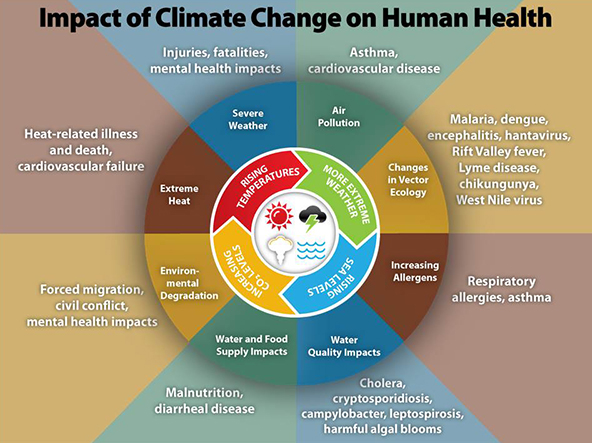 Impact of Climate Change on Human Health
Injuries, fatalities,
mental health impacts
Asthma,
cardiovascular disease
Malaria, dengue,
encephalitis, hantavirus,
Rift Valley fever,
Lyme disease,
chikungunya,
West Nile virus
Respiratory
allergies, asthma
Cholera,
cryptosporidiosis,
campylobacter, leptospirosis,
harmful algal blooms
Malnutrition,
diarrheal disease
Forced migration,
civil conflict,
mental health impacts
Heat-related illness
and death,
cardiovascular failure
Severe
Weather
Air
Pollution
Changes
in Vector
Ecology
Increasing
Allergens
Water
Quality Impacts
Water and Food
Supply Impacts
Environ-
mental
Degradation
Extreme
Heat
RISING
TEMPERATURES
MORE EXTREME
WEATHER
RISING
SEA LEVELS
INCREASING
CO₂ LEVELS